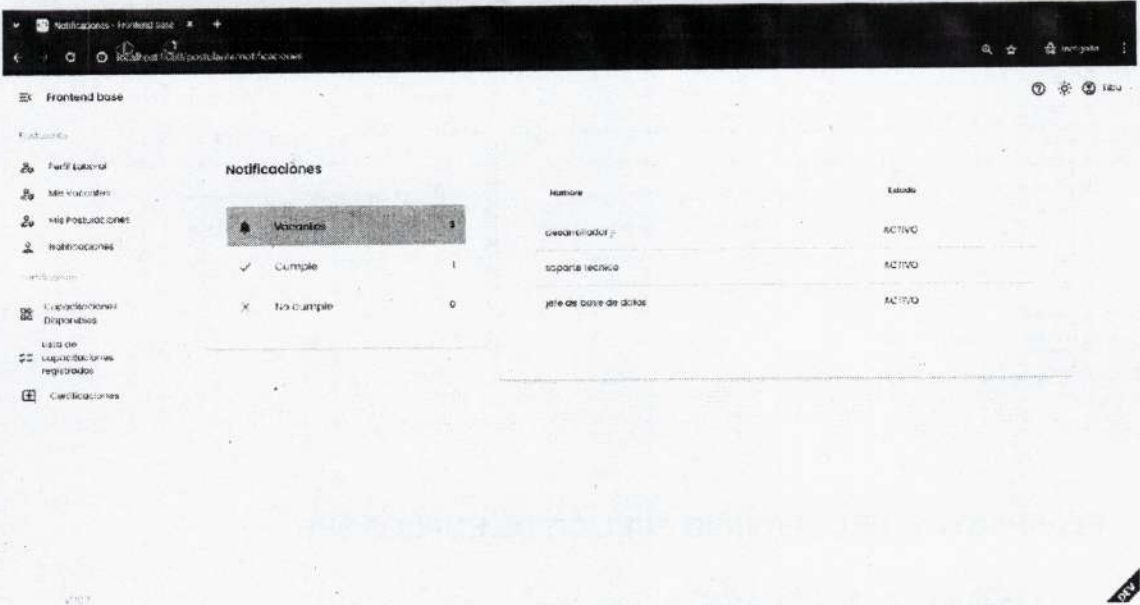 Notificaciones - Frontend base
Frontend base
Perfil Laboral
Mis Vacantes
Mis Postulaciones
Notificaciones
Capacitaciones
Disponibles
Lista de
capacitaciones
registradas
Certificaciones
Notificaciones
Vacantes 3
Cumple 1
No cumple 0
Nombre Estado
desarrollador ACTIVO
soporte tecnico ACTIVO
jefe de base de datos ACTIVO
DEV